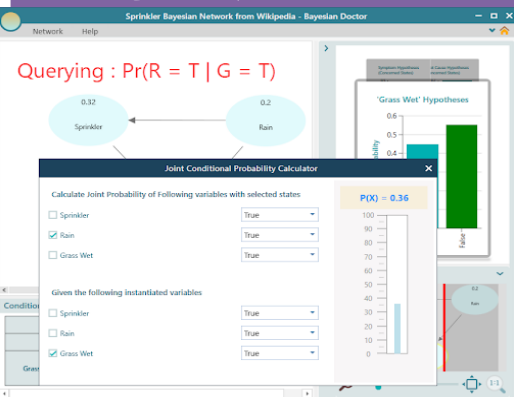 Sprinkler Bayesian Network from Wikipedia - Bayesian Doctor
Network Help
Querying : Pr(R = T | G = T)
0.32
Sprinkler
0.2
Rain
'Grass Wet' Hypotheses
0.6
0.5
0.4
False
Joint Conditional Probability Calculator
Calculate Joint Probability of Following variables with selected states
Sprinkler True
Rain True
Grass Wet True
Given the following instantiated variables
Sprinkler True
Rain True
Grass Wet True
P(X) = 0.36
100
90
80
70
60
50
40
30
20
10
0
0.2
Rain
Conditio
Grass
1:1